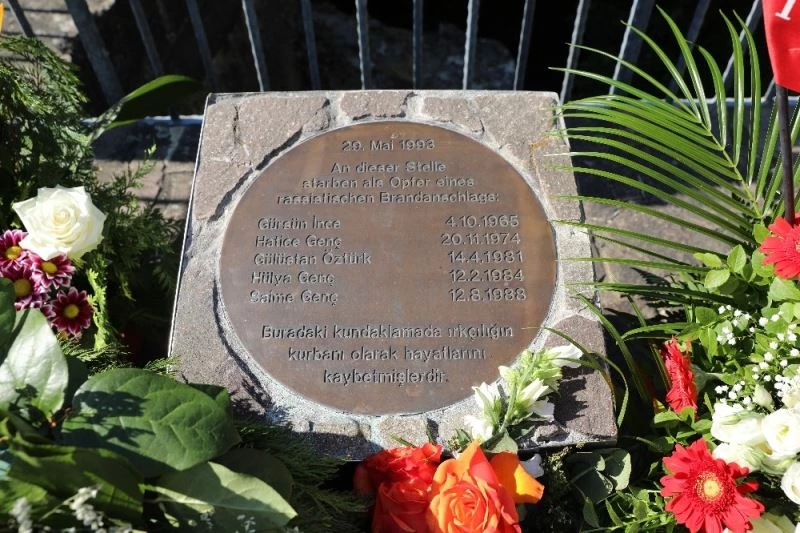 29. Mai 1993
An dieser Stelle
starben als Opfer eines
rassistischen Brandanschlags:
Gürsün İnce 4.10.1965
Hatice Genç 20.11.1974
Gülüstan Öztürk 14.4.1981
Hülya Genç 12.2.1984
Saime Genç 12.8.1988
Buradaki kundaklamada ırkçılığın
kurbanı olarak hayatlarını
kaybetmişlerdir.